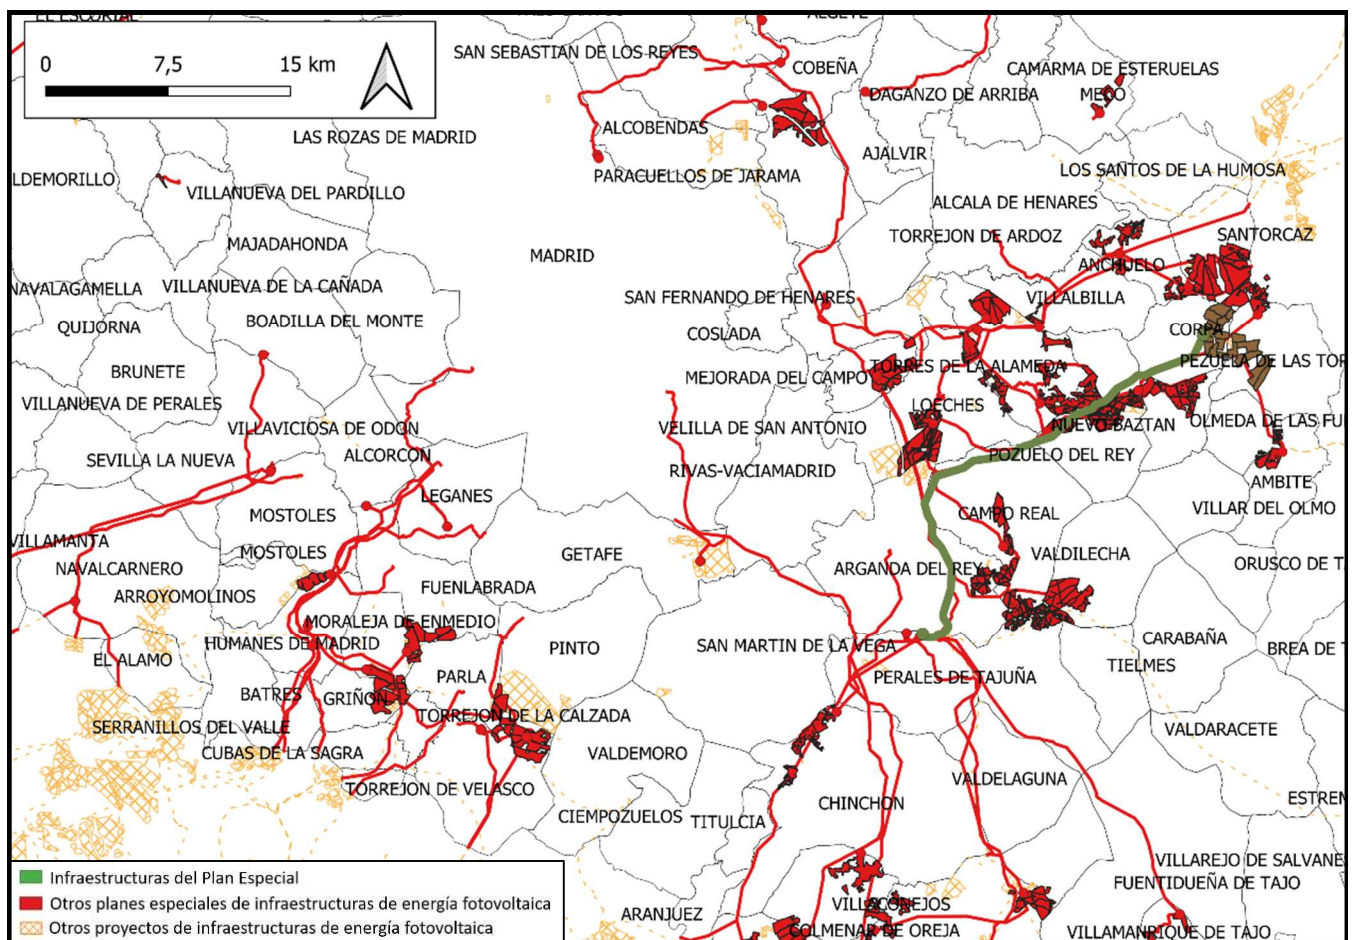 EL ESCORIAL
ALGETE
0 7,5 15 km
SAN SEBASTIAN DE LOS REYES
COBEÑA
CAMARMA DE ESTERUELAS
DAGANZO DE ARRIBA
MECO
LAS ROZAS DE MADRID
ALCOBENDAS
AJALVIR
LDEMORILLO
VILLANUEVA DEL PARDILLO
PARACUELLOS DE JARAMA
LOS SANTOS DE LA HUMOSA
ALCALA DE HENARES
MAJADAHONDA
MADRID
TORREJON DE ARDOZ
SANTORCAZ
ANCHUELO
NAVALAGAMELLA
VILLANUEVA DE LA CAÑADA
SAN FERNANDO DE HENARES
VILLALBILLA
QUIJORNA
BOADILLA DEL MONTE
COSLADA
CORPA
BRUNETE
MEJORADA DEL CAMPO
TORRES DE LA ALAMEDA
PEZUELA DE LAS TOR
VILLANUEVA DE PERALES
LOECHES
VILLAVICIOSA DE ODON
VELILLA DE SAN ANTONIO
NUEVO BAZTAN
OLMEDA DE LAS FU
SEVILLA LA NUEVA
ALCORCON
RIVAS-VACIAMADRID
POZUELO DEL REY
AMBITE
LEGANES
MOSTOLES
CAMPO REAL
VILLAR DEL OLMO
VILLAMANTA
MOSTOLES
GETAFE
VALDILECHA
NAVALCARNERO
ARGANDA DEL REY
ORUSCO DE TA
ARROYOMOLINOS
FUENLABRADA
MORALEJA DE ENMEDIO
HUMANES DE MADRID
PINTO
SAN MARTIN DE LA VEGA
CARABAÑA
BREA DE T
EL ALAMO
TIELMES
BATRES
GRIÑON
PARLA
PERALES DE TAJUÑA
SERRANILLOS DEL VALLE
TORREJON DE LA CALZADA
VALDARACETE
CUBAS DE LA SAGRA
VALDEMORO
TORREJON DE VELASCO
VALDELAGUNA
CHINCHON
ESTREM
CIEMPOZUELOS
TITULCIA
VILLAREJO DE SALVANE
Infraestructuras del Plan Especial
FUENTIDUEÑA DE TAJO
Otros planes especiales de infraestructuras de energía fotovoltaica
VILLACONEJOS
ARANJUEZ
Otros proyectos de infraestructuras de energía fotovoltaica
COLMENAR DE OREJA
VILLAMANRIQUE DE TAJO